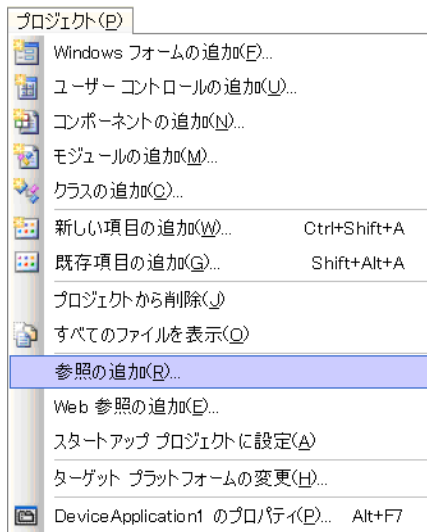 プロジェクト(P)
Windows フォームの追加(F)...
ユーザー コントロールの追加(U)...
コンポーネントの追加(N)...
モジュールの追加(M)...
クラスの追加(C)...
新しい項目の追加(W)... Ctrl+Shift+A
既存項目の追加(G)... Shift+Alt+A
プロジェクトから削除(J)
すべてのファイルを表示(O)
参照の追加(R)...
Web 参照の追加(E)...
スタートアップ プロジェクトに設定(A)
ターゲット プラットフォームの変更(H)...
DeviceApplication1 のプロパティ(P)... Alt+F7